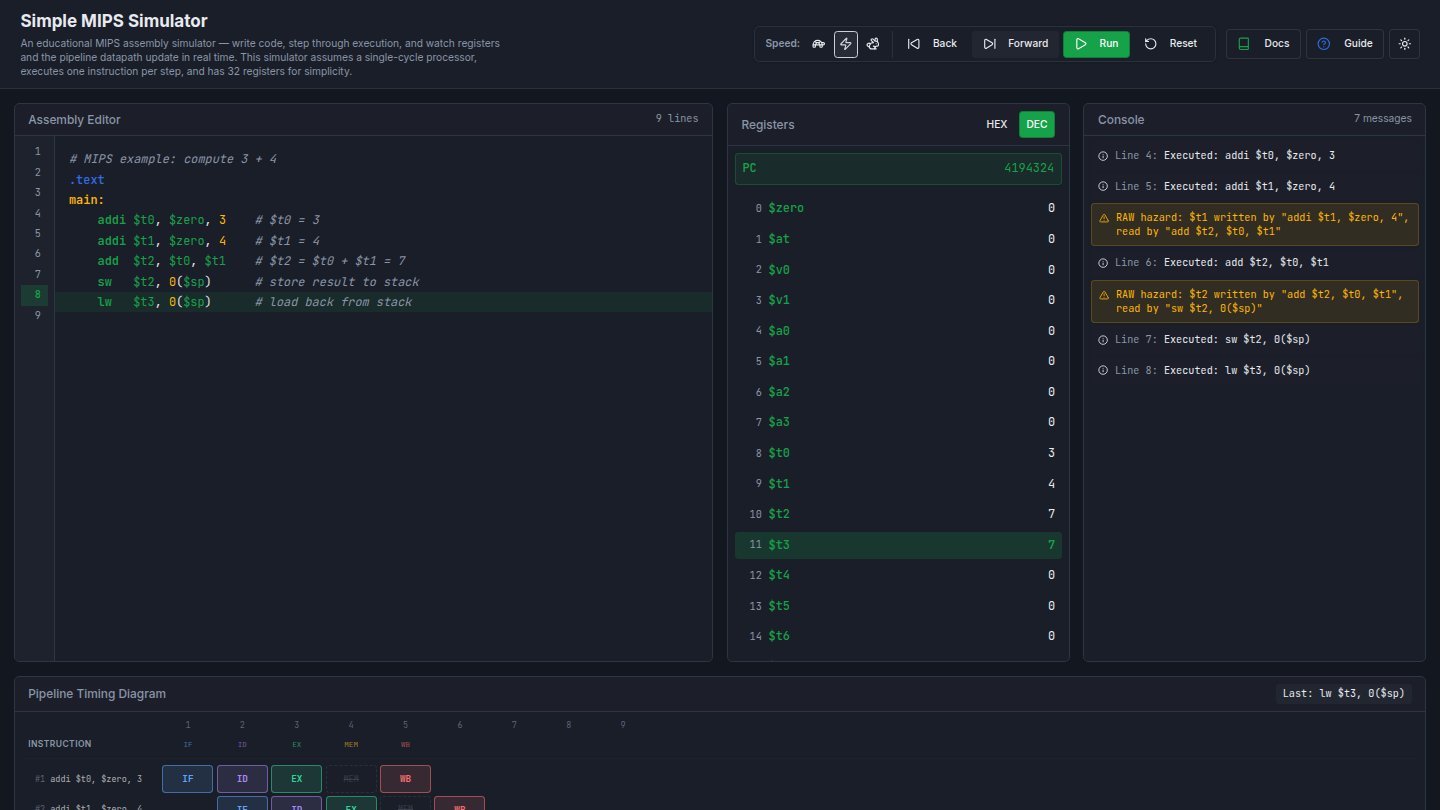 Simple MIPS Simulator
An educational MIPS assembly simulator — write code, step through execution, and watch registers
and the pipeline datapath update in real time. This simulator assumes a single-cycle processor,
executes one instruction per step, and has 32 registers for simplicity.
Speed: Back Forward Run Reset Docs Guide
Assembly Editor 9 lines
1 # MIPS example: compute 3 + 4
2 .text
3 main:
4 addi $t0, $zero, 3 # $t0 = 3
5 addi $t1, $zero, 4 # $t1 = 4
6 add $t2, $t0, $t1 # $t2 = $t0 + $t1 = 7
7 sw $t2, 0($sp) # store result to stack
8 lw $t3, 0($sp) # load back from stack
9
Registers HEX DEC
PC 4194324
0 $zero 0
1 $at 0
2 $v0 0
3 $v1 0
4 $a0 0
5 $a1 0
6 $a2 0
7 $a3 0
8 $t0 3
9 $t1 4
10 $t2 7
11 $t3 7
12 $t4 0
13 $t5 0
14 $t6 0
Console 7 messages
Line 4: Executed: addi $t0, $zero, 3
Line 5: Executed: addi $t1, $zero, 4
RAW hazard: $t1 written by "addi $t1, $zero, 4",
read by "add $t2, $t0, $t1"
Line 6: Executed: add $t2, $t0, $t1
RAW hazard: $t2 written by "add $t2, $t0, $t1",
read by "sw $t2, 0($sp)"
Line 7: Executed: sw $t2, 0($sp)
Line 8: Executed: lw $t3, 0($sp)
Pipeline Timing Diagram Last: lw $t3, 0($sp)
1 2 3 4 5 6 7 8 9
INSTRUCTION IF ID EX MEM WB
#1 addi $t0, $zero, 3 IF ID EX MEM WB
#2 addi $t1, $zero, 4 IF ID EX MEM WB